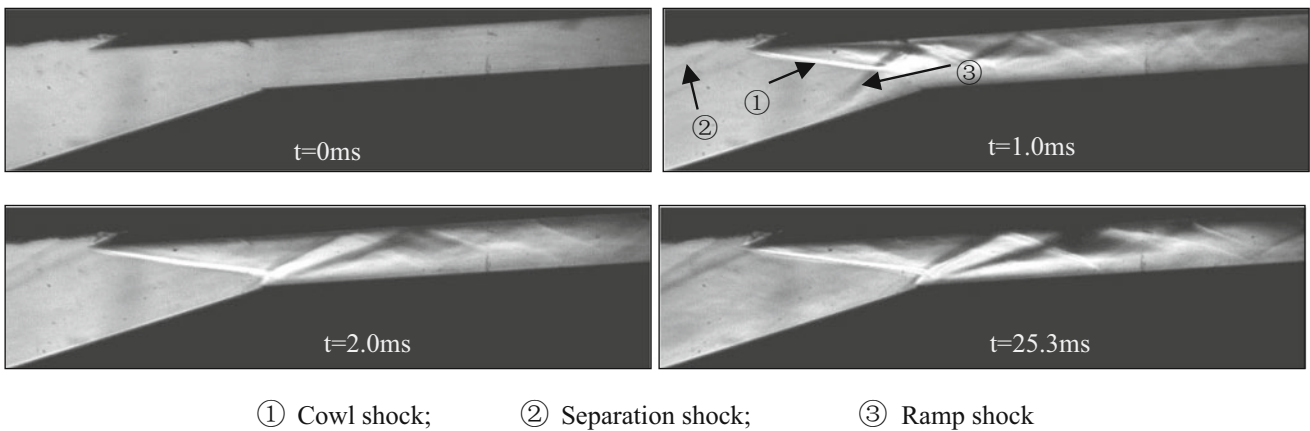 t=0ms
①
②
③
t=1.0ms
t=2.0ms
t=25.3ms
① Cowl shock; ② Separation shock; ③ Ramp shock